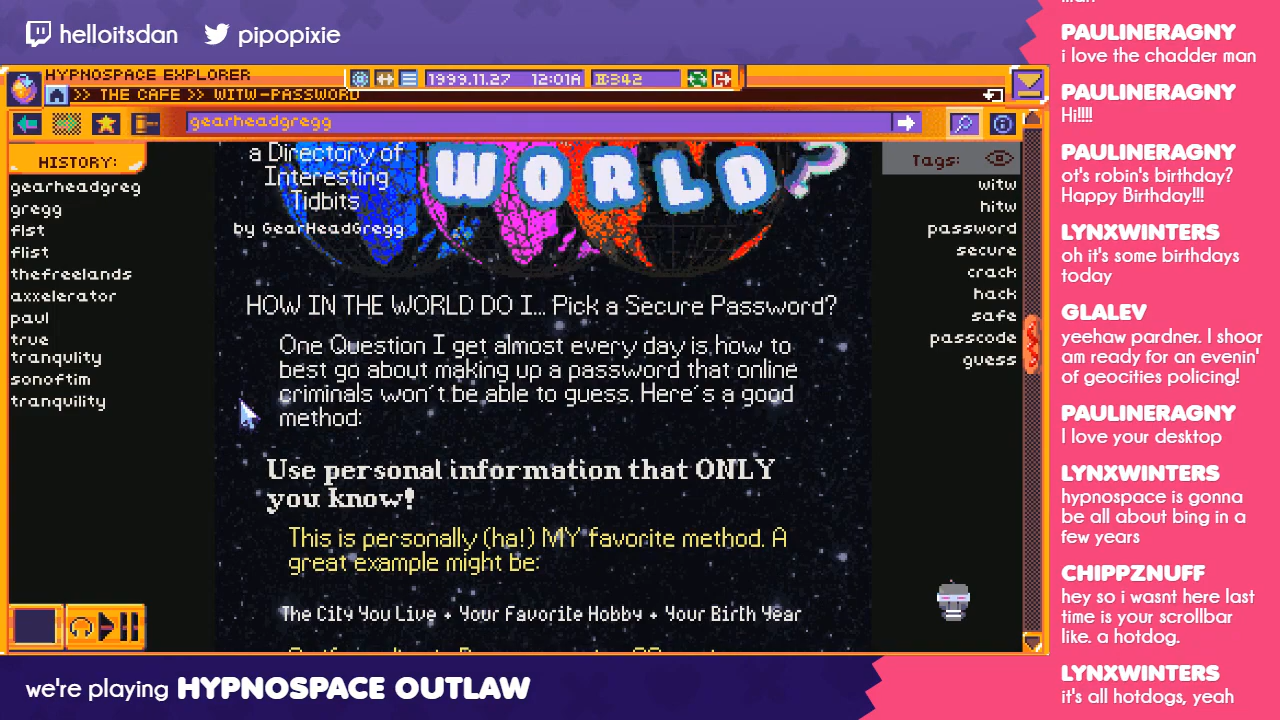 helloitsdan pipopixie
HYPNOSPACE EXPLORER
1999.11.27 12:01A 342
>> THE CAFE >> WITW-PASSWORD
gearheadgregg
HISTORY:
gearheadgreg
gregg
fist
flist
thefreelands
axxelerator
paul
true
tranqulity
sonoftim
tranquility
a Directory of
Interesting
Tidbits
by GearHeadGregg
WORLD?
HOW IN THE WORLD DO I... Pick a Secure Password?
One Question I get almost every day is how to
best go about making up a password that online
criminals won't be able to guess. Here's a good
method:
Use personal information that ONLY
you know!
This is personally (ha!) MY favorite method. A
great example might be:
The City You Live + Your Favorite Hobby + Your Birth Year
Tags:
witw
hitw
password
secure
crack
hack
safe
passcode
guess
we're playing HYPNOSPACE OUTLAW
PAULINERAGNY
i love the chadder man
PAULINERAGNY
Hi!!!!
PAULINERAGNY
ot's robin's birthday?
Happy Birthday!!!
LYNXWINTERS
oh it's some birthdays
today
GLALEV
yeehaw pardner. I shoor
am ready for an evenin'
of geocities policing!
PAULINERAGNY
I love your desktop
LYNXWINTERS
hypnospace is gonna
be all about bing in a
few years
CHIPPZNUFF
hey so i wasnt here last
time is your scrollbar
like. a hotdog.
LYNXWINTERS
it's all hotdogs, yeah